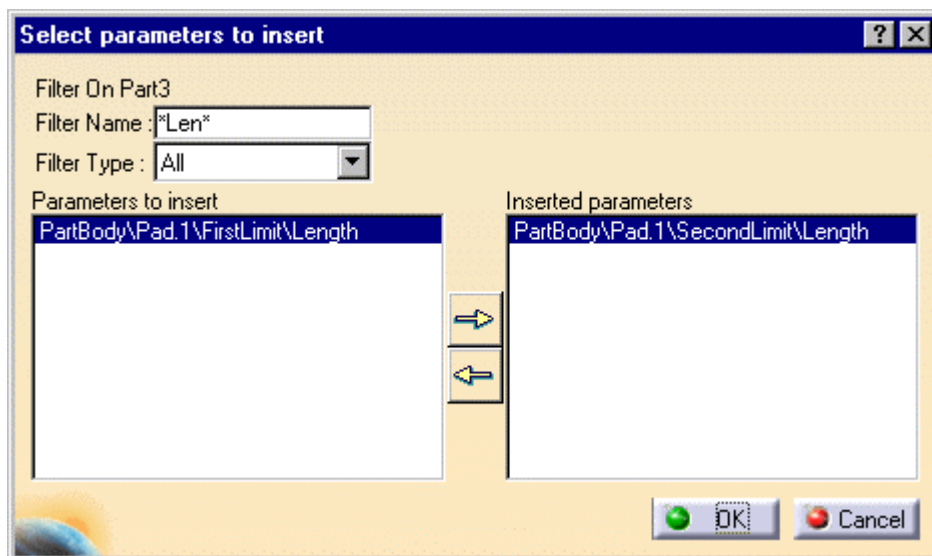 Select parameters to insert
Filter On Part3
Filter Name : *Len*
Filter Type : All
Parameters to insert
PartBody\Pad.1\FirstLimit\Length
Inserted parameters
PartBody\Pad.1\SecondLimit\Length
OK
Cancel